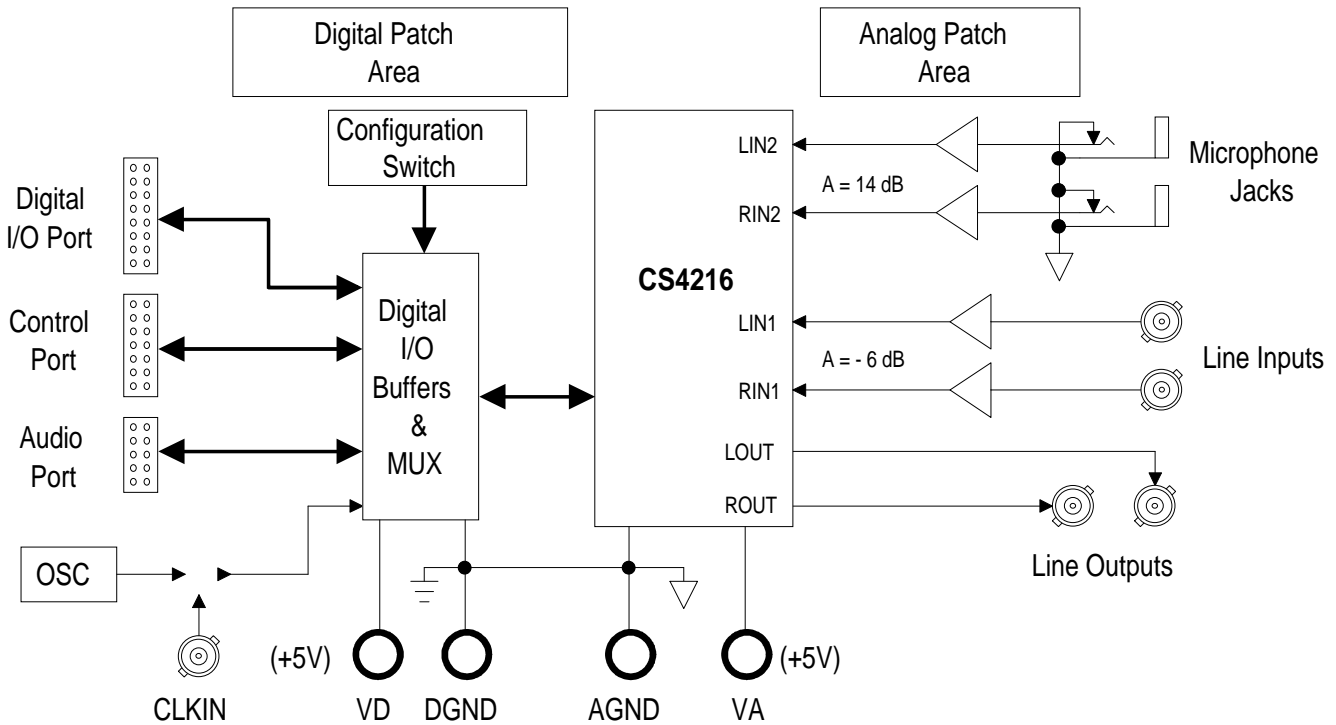 Digital Patch
Area
Analog Patch
Area
Configuration
Switch
Digital
I/O Port
Control
Port
Audio
Port
OSC
CLKIN
Digital
I/O
Buffers
&
MUX
CS4216
LIN2
A = 14 dB
RIN2
LIN1
A = - 6 dB
RIN1
LOUT
ROUT
Microphone
Jacks
Line Inputs
Line Outputs
(+5V)
VD
DGND
AGND
VA
(+5V)